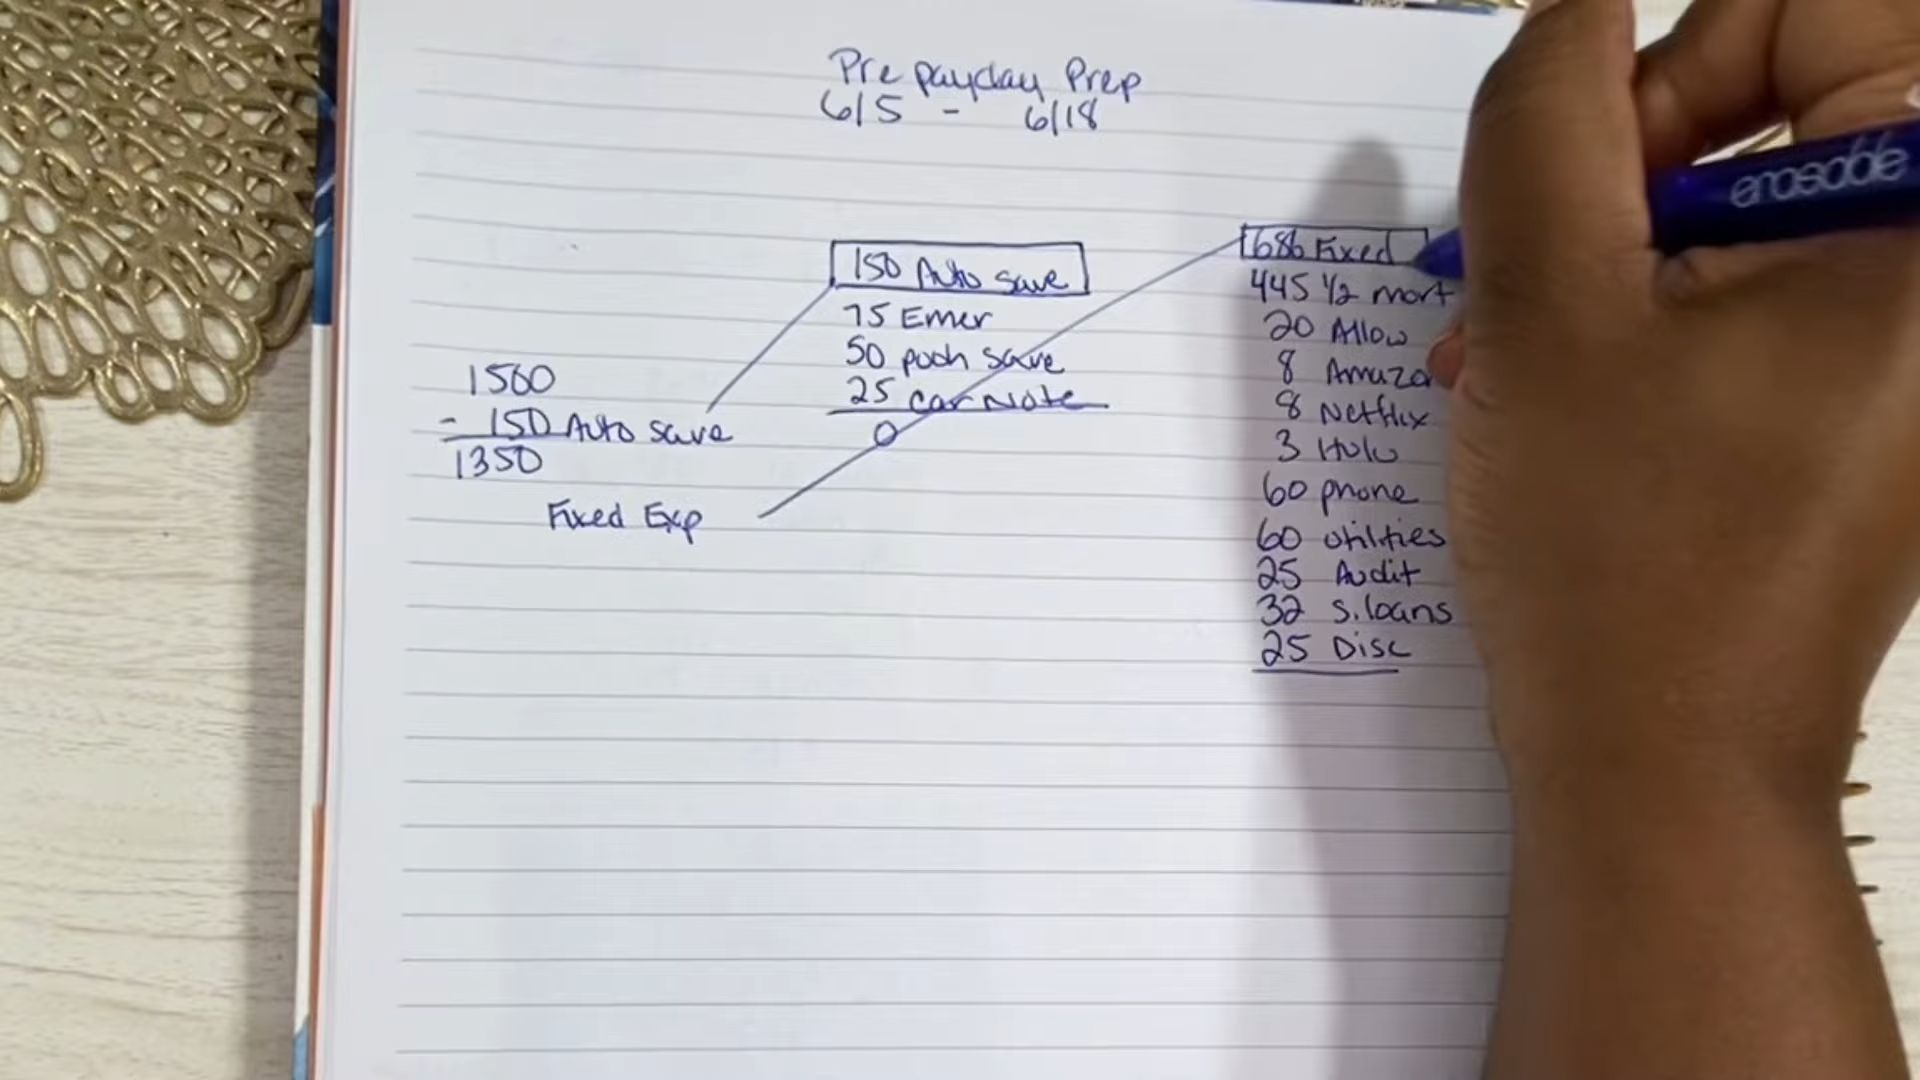 Pre payday Prep
6/5 - 6/18
1500
- 150 Auto save
1350
Fixed Exp
150 Auto save
75 Emer
50 pooh save
25 car note
0
686 Fixed
445 1/2 mort
20 Allow
8 Amazo
8 Netflix
3 Hulu
60 phone
60 utilities
25 Audit
32 s.loans
25 Disc
erasable